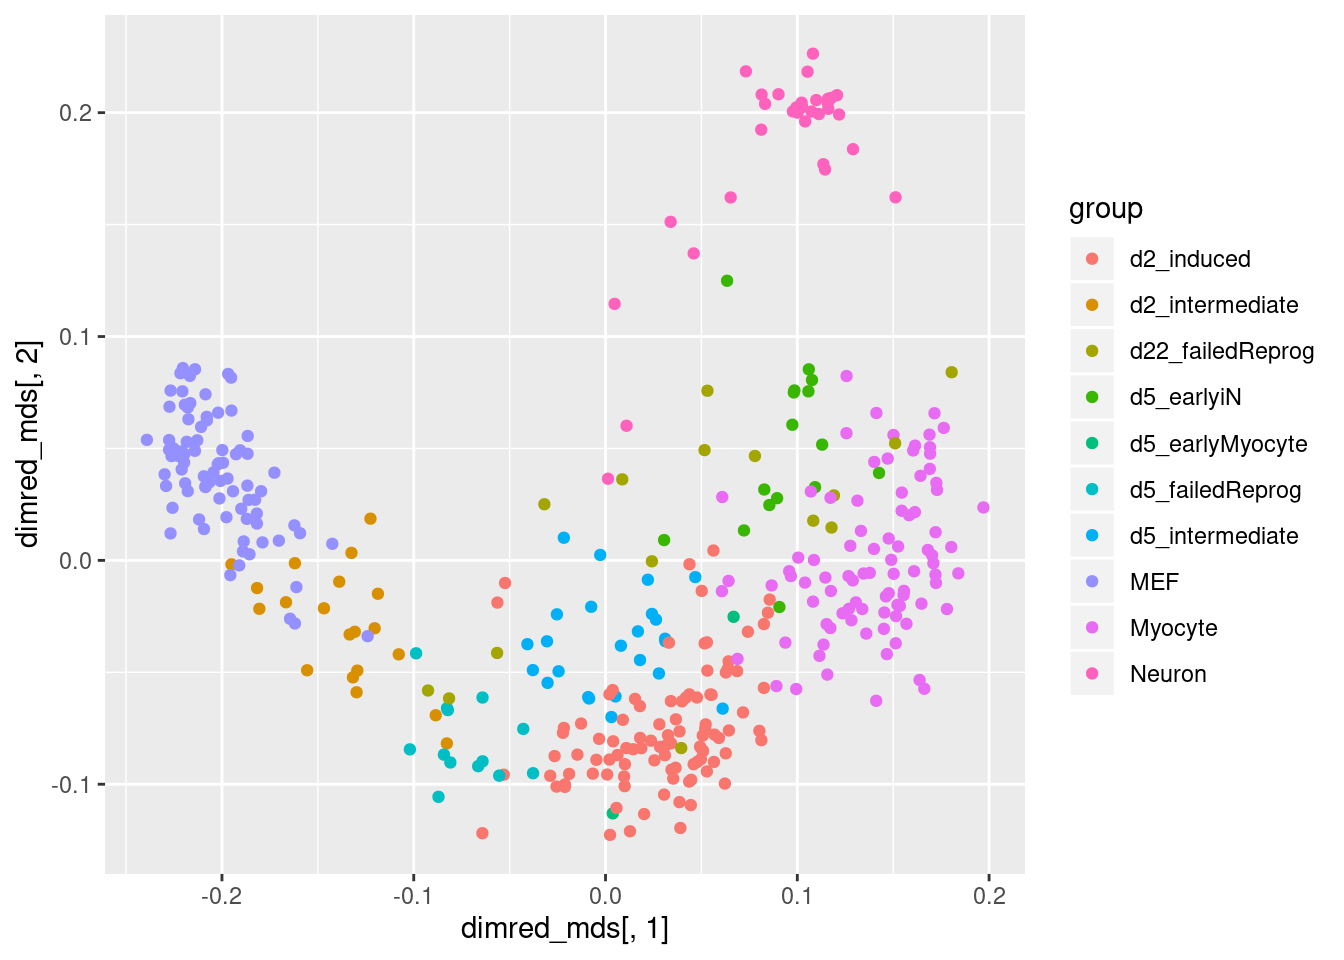 dimred_mds[, 2]
0.2
0.1
0.0
-0.1
-0.2
-0.1
0.0
0.1
0.2
dimred_mds[, 1]
group
d2_induced
d2_intermediate
d22_failedReprog
d5_earlyiN
d5_earlyMyocyte
d5_failedReprog
d5_intermediate
MEF
Myocyte
Neuron